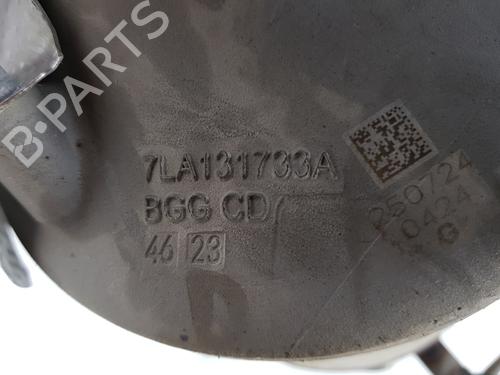 B-PARTS
7LA131733A
BGG CD
46 23
250724
0424
G